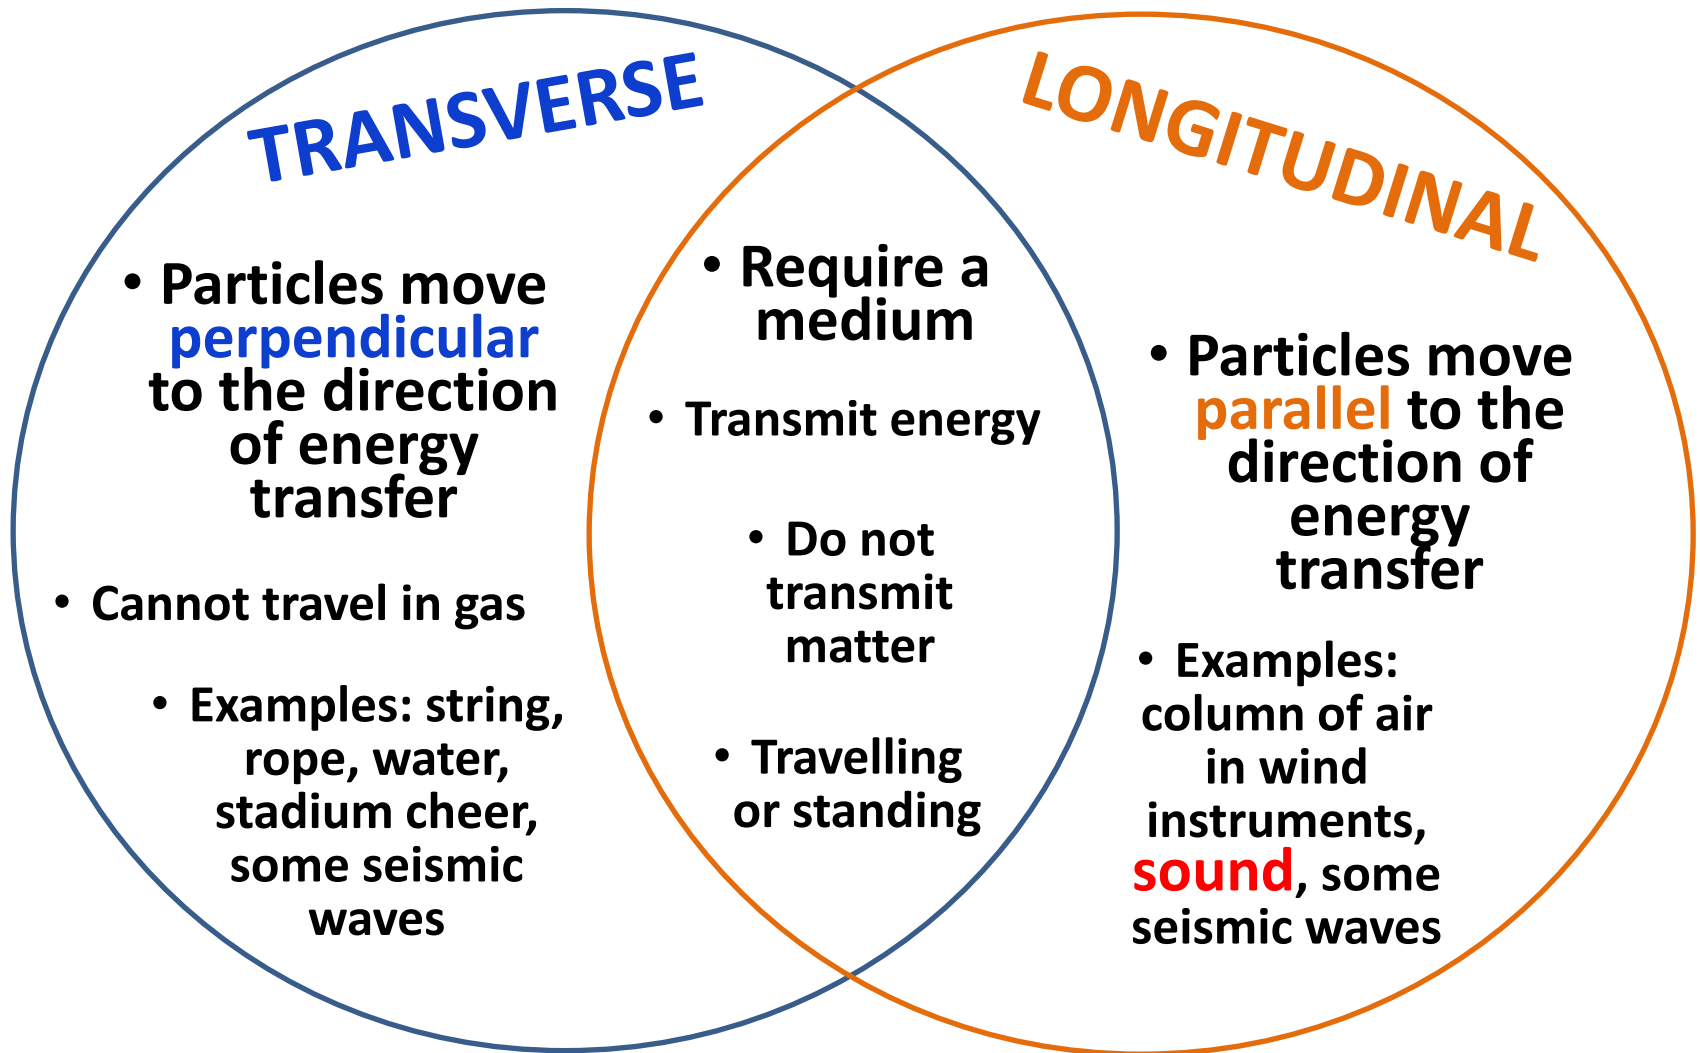 TRANSVERSE
• Particles move
perpendicular
to the direction
of energy
transfer
• Cannot travel in gas
• Examples: string,
rope, water,
stadium cheer,
some seismic
waves
• Require a
medium
• Transmit energy
• Do not
transmit
matter
• Travelling
or standing
LONGITUDINAL
• Particles move
parallel to the
direction of
energy
transfer
• Examples:
column of air
in wind
instruments,
sound, some
seismic waves